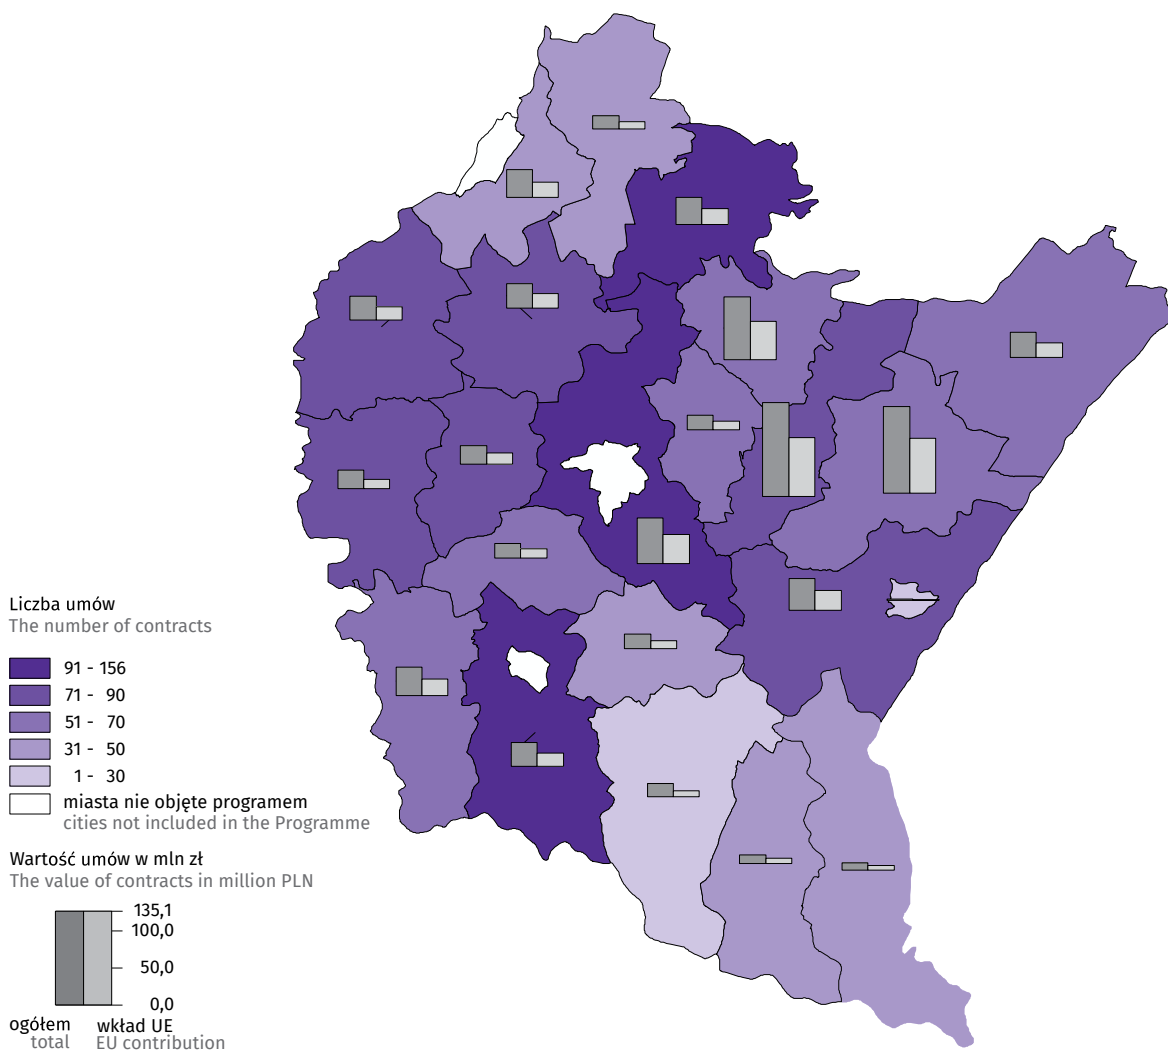 Liczba umów
The number of contracts
91 - 156
71 - 90
51 - 70
31 - 50
1 - 30
miasta nie objęte programem
cities not included in the Programme
Wartość umów w mln zł
The value of contracts in million PLN
135,1
100,0
50,0
0,0
ogółem wkład UE
total EU contribution